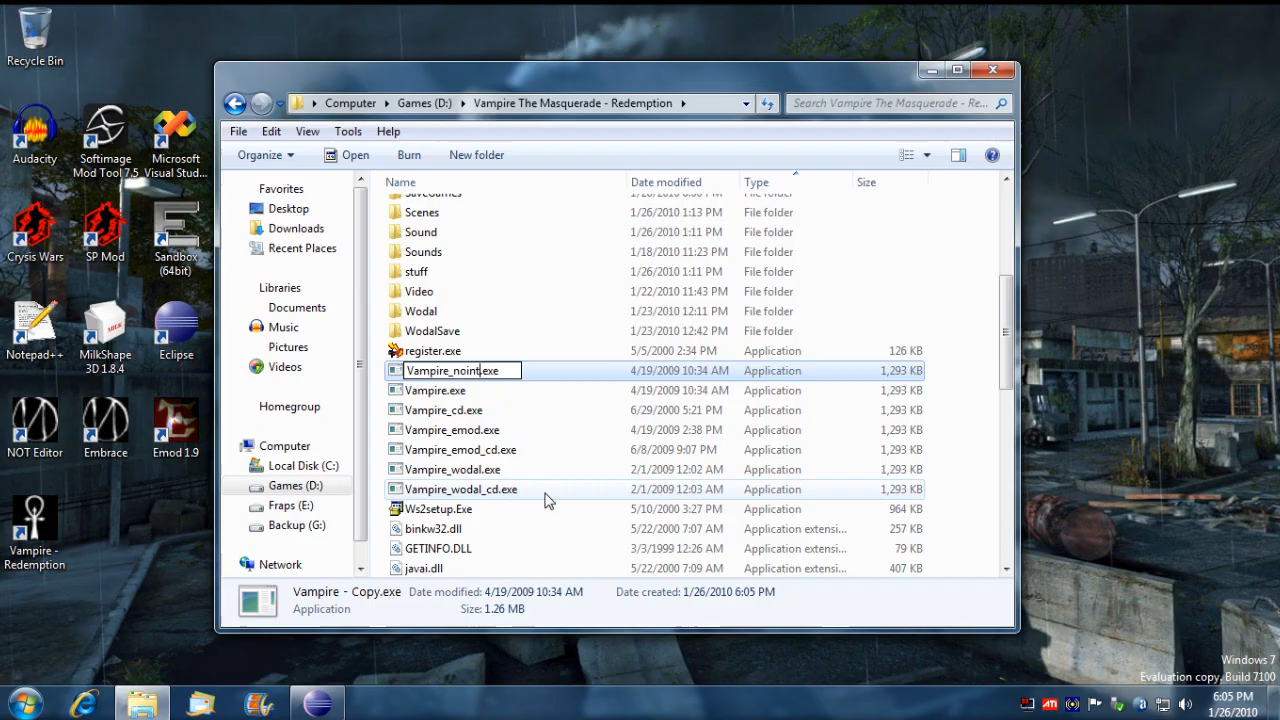 Recycle Bin
Audacity
Softimage
Mod Tool 7.5
Microsoft
Visual Stud...
Crysis Wars
SP Mod
Sandbox
(64bit)
Notepad++
MilkShape
3D 1.8.4
Eclipse
NOT Editor
Embrace
Emod 1.9
Vampire -
Redemption
Computer
Games (D:)
Vampire The Masquerade - Redemption
Search Vampire The Masquerade - Re...
File Edit View Tools Help
Organize Open Burn New folder
Favorites
Desktop
Downloads
Recent Places
Libraries
Documents
Music
Pictures
Videos
Homegroup
Computer
Local Disk (C:)
Games (D:)
Fraps (E:)
Backup (G:)
Network
Name Date modified Type Size
SaveGames 1/26/2010 6:00 PM File folder
Scenes 1/26/2010 1:13 PM File folder
Sound 1/26/2010 1:11 PM File folder
Sounds 1/18/2010 11:23 PM File folder
stuff 1/26/2010 1:11 PM File folder
Video 1/22/2010 11:43 PM File folder
Wodal 1/23/2010 12:11 PM File folder
WodalSave 1/23/2010 12:42 PM File folder
register.exe 5/5/2000 2:34 PM Application 126 KB
Vampire_noint.exe 4/19/2009 10:34 AM Application 1,293 KB
Vampire.exe 4/19/2009 10:34 AM Application 1,293 KB
Vampire_cd.exe 6/29/2000 5:21 PM Application 1,293 KB
Vampire_emod.exe 4/19/2009 2:38 PM Application 1,293 KB
Vampire_emod_cd.exe 6/8/2009 9:07 PM Application 1,293 KB
Vampire_wodal.exe 2/1/2009 12:02 AM Application 1,293 KB
Vampire_wodal_cd.exe 2/1/2009 12:03 AM Application 1,293 KB
Ws2setup.Exe 5/10/2000 3:27 PM Application 964 KB
binkw32.dll 5/22/2000 7:07 AM Application extensi... 257 KB
GETINFO.DLL 3/3/1999 12:26 AM Application extensi... 79 KB
javai.dll 5/22/2000 7:09 AM Application extensi... 407 KB
Vampire - Copy.exe Date modified: 4/19/2009 10:34 AM Date created: 1/26/2010 6:05 PM
Application Size: 1.26 MB
Windows 7
Evaluation copy. Build 7100
ATI
6:05 PM
1/26/2010